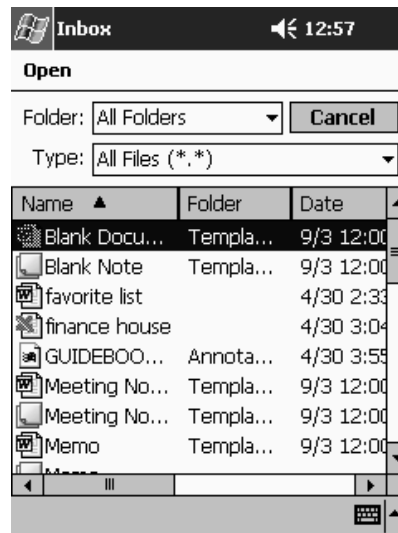 Inbox 12:57
Open
Folder: All Folders Cancel
Type: All Files (*.*)
Name Folder Date
Blank Docu... Templa... 9/3 12:00
Blank Note Templa... 9/3 12:00
favorite list 4/30 2:33
finance house 4/30 3:04
GUIDEBOO... Annota... 4/30 3:55
Meeting No... Templa... 9/3 12:00
Meeting No... Templa... 9/3 12:00
Memo Templa... 9/3 12:00